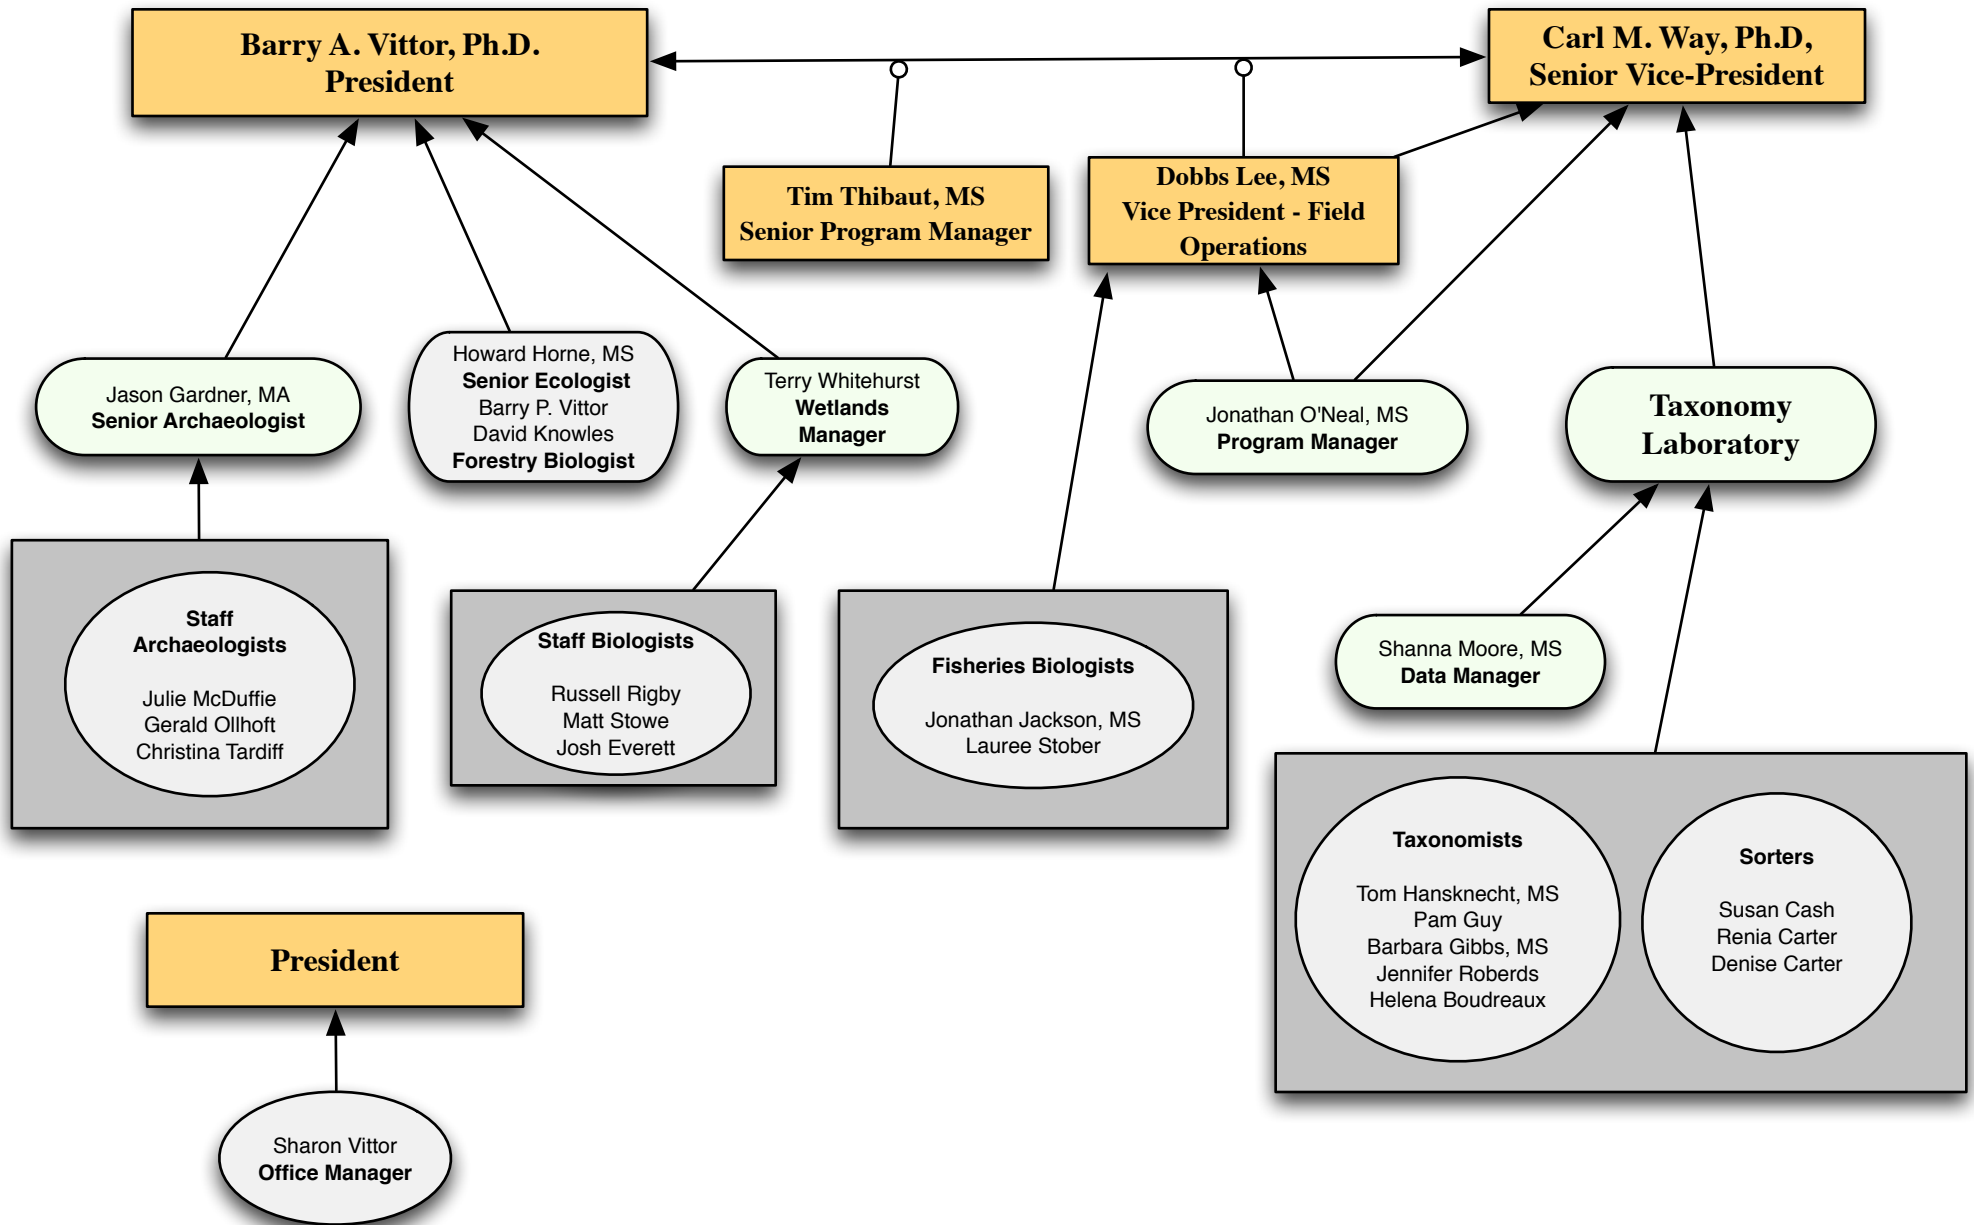 Barry A. Vittor, Ph.D.
President
Carl M. Way, Ph.D,
Senior Vice-President
Tim Thibaut, MS
Senior Program Manager
Dobbs Lee, MS
Vice President - Field
Operations
Jason Gardner, MA
Senior Archaeologist
Howard Horne, MS
Senior Ecologist
Barry P. Vittor
David Knowles
Forestry Biologist
Terry Whitehurst
Wetlands
Manager
Jonathan O'Neal, MS
Program Manager
Taxonomy
Laboratory
Staff
Archaeologists
Julie McDuffie
Gerald Ollhoft
Christina Tardiff
Staff Biologists
Russell Rigby
Matt Stowe
Josh Everett
Fisheries Biologists
Jonathan Jackson, MS
Lauree Stober
Shanna Moore, MS
Data Manager
Taxonomists
Tom Hansknecht, MS
Pam Guy
Barbara Gibbs, MS
Jennifer Roberds
Helena Boudreaux
Sorters
Susan Cash
Renia Carter
Denise Carter
President
Sharon Vittor
Office Manager